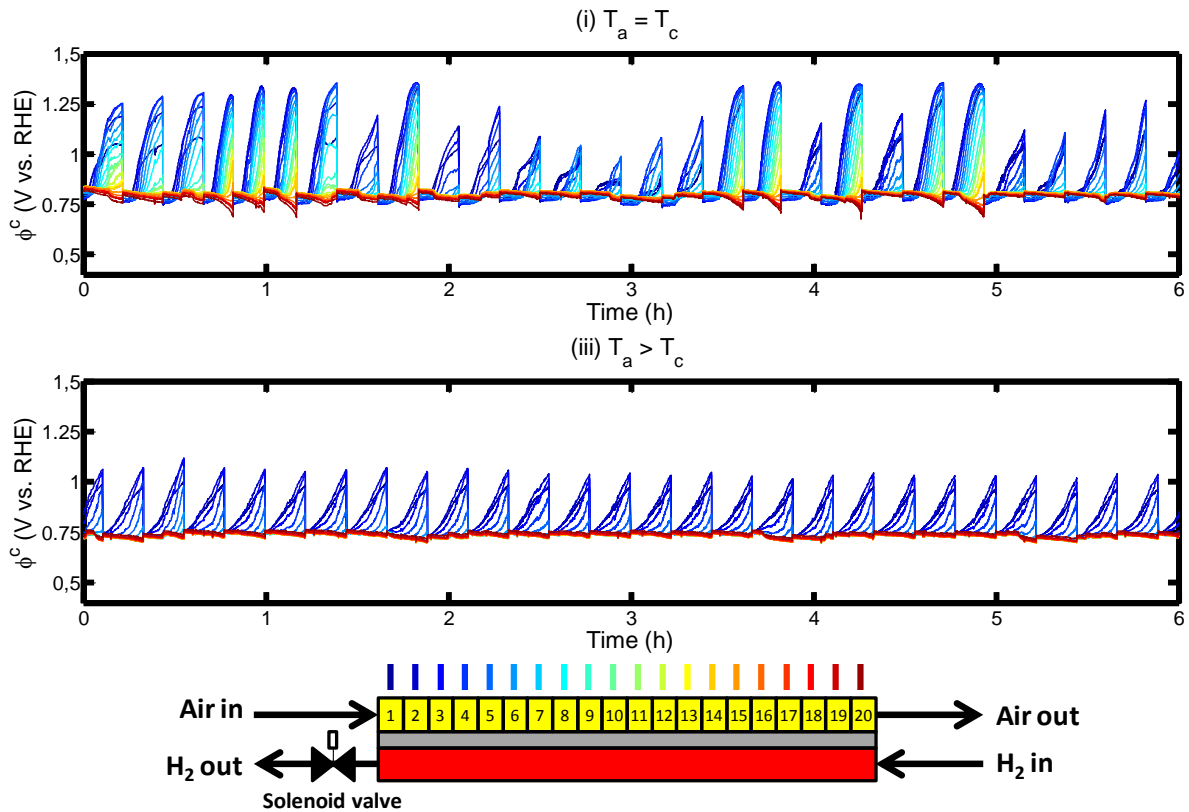 (i) T_a = T_c
1,5
1.25
1
0.75
0,5
ϕ^c (V vs. RHE)
0 1 2 3 4 5 6
Time (h)
(iii) T_a > T_c
1,5
1.25
1
0.75
0,5
ϕ^c (V vs. RHE)
0 1 2 3 4 5 6
Time (h)
Air in
1 2 3 4 5 6 7 8 9 10 11 12 13 14 15 16 17 18 19 20
Air out
H₂ out
H₂ in
Solenoid valve